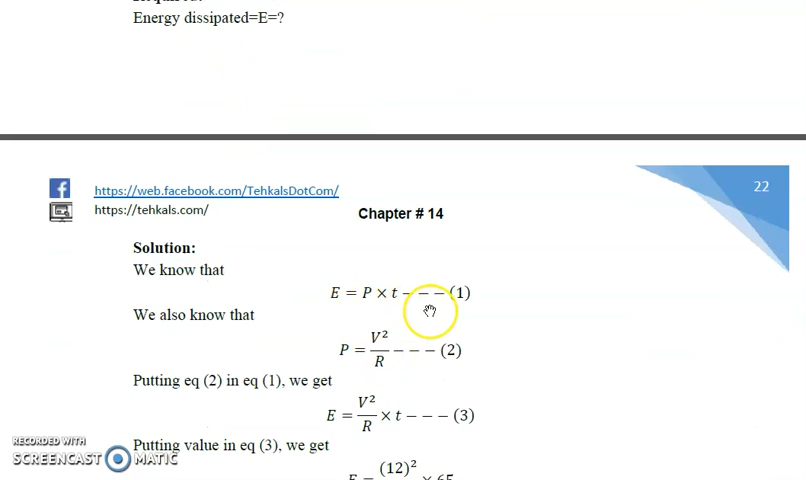 Energy dissipated=E=?
https://web.facebook.com/TehkalsDotCom/
22
https://tehkals.com/
Chapter # 14
Solution:
We know that
E = P × t − − − (1)
We also know that
P = V²/R − − − (2)
Putting eq (2) in eq (1), we get
E = V²/R × t − − − (3)
Putting value in eq (3), we get
(12)²
RECORDED WITH
SCREENCAST MATIC